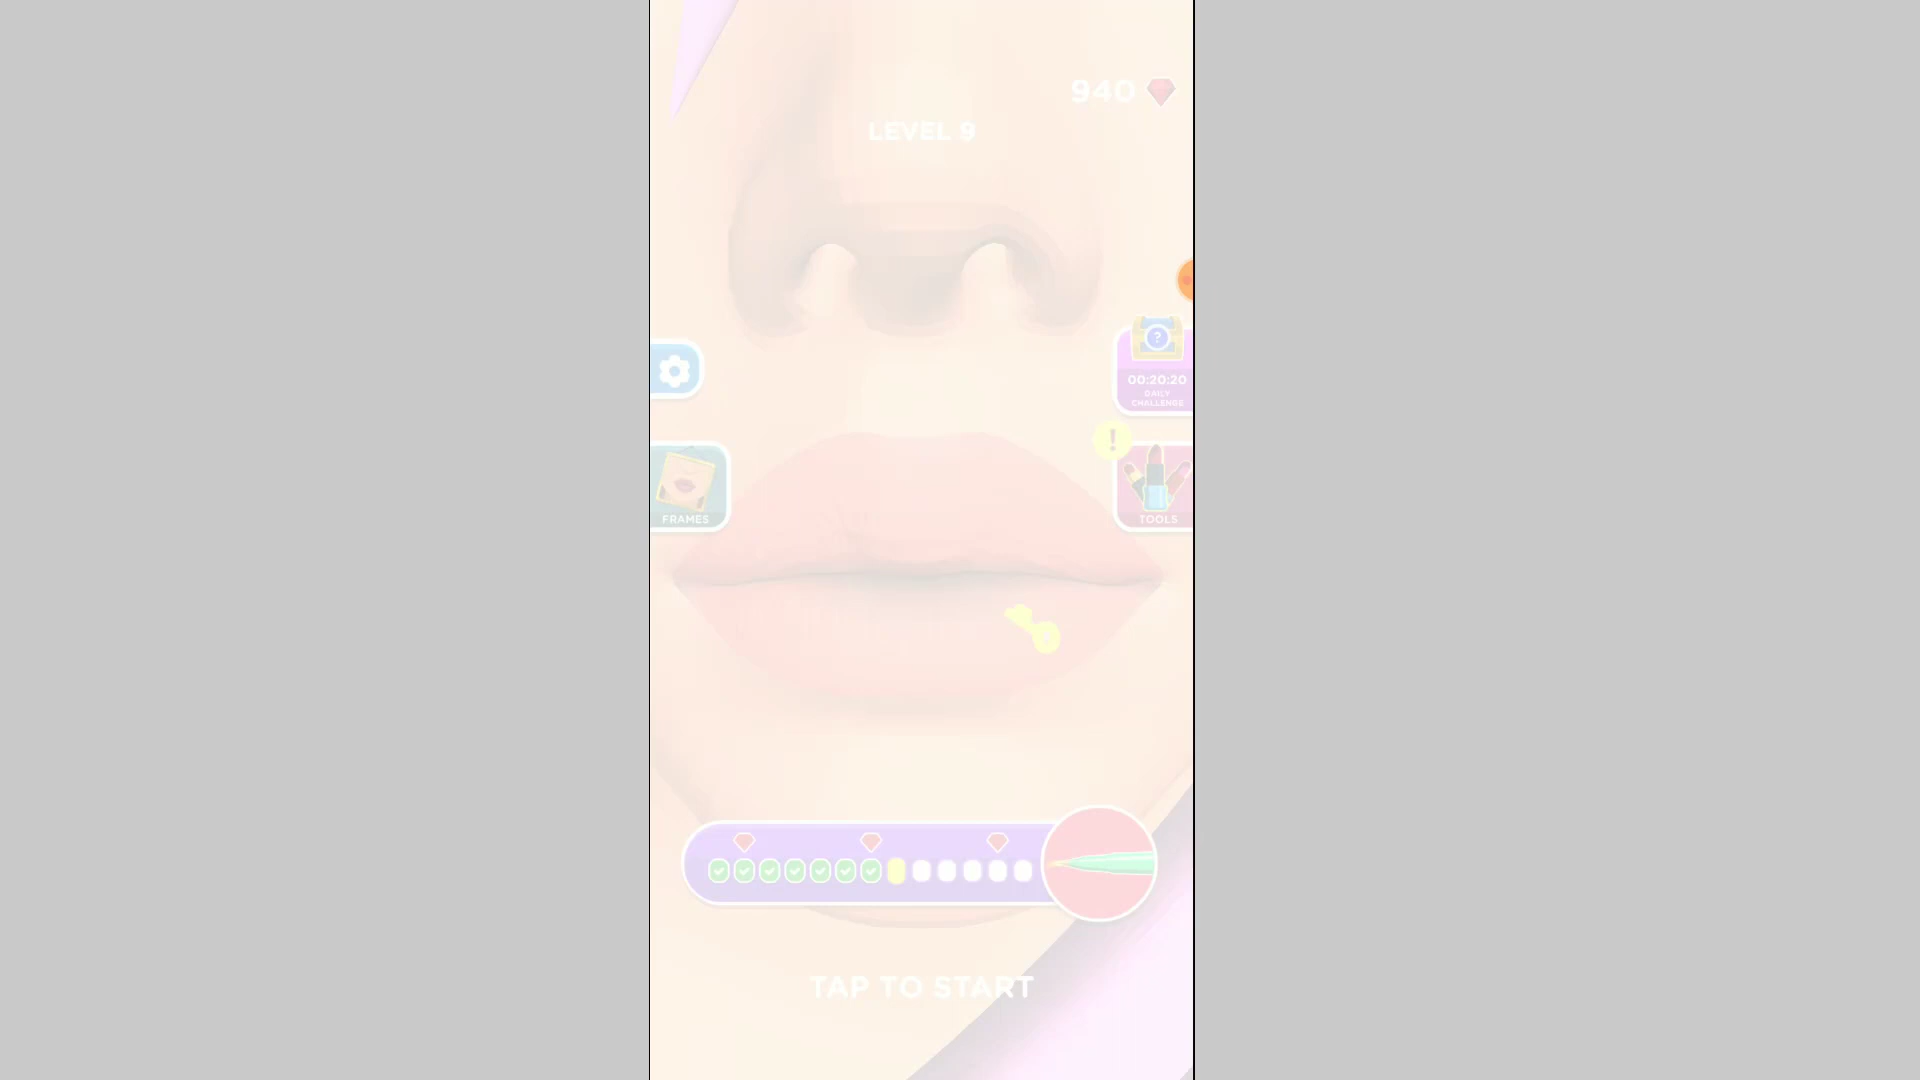 940
LEVEL 9
?
00:20:20
DAILY
CHALLENGE
!
FRAMES
TOOLS
TAP TO START